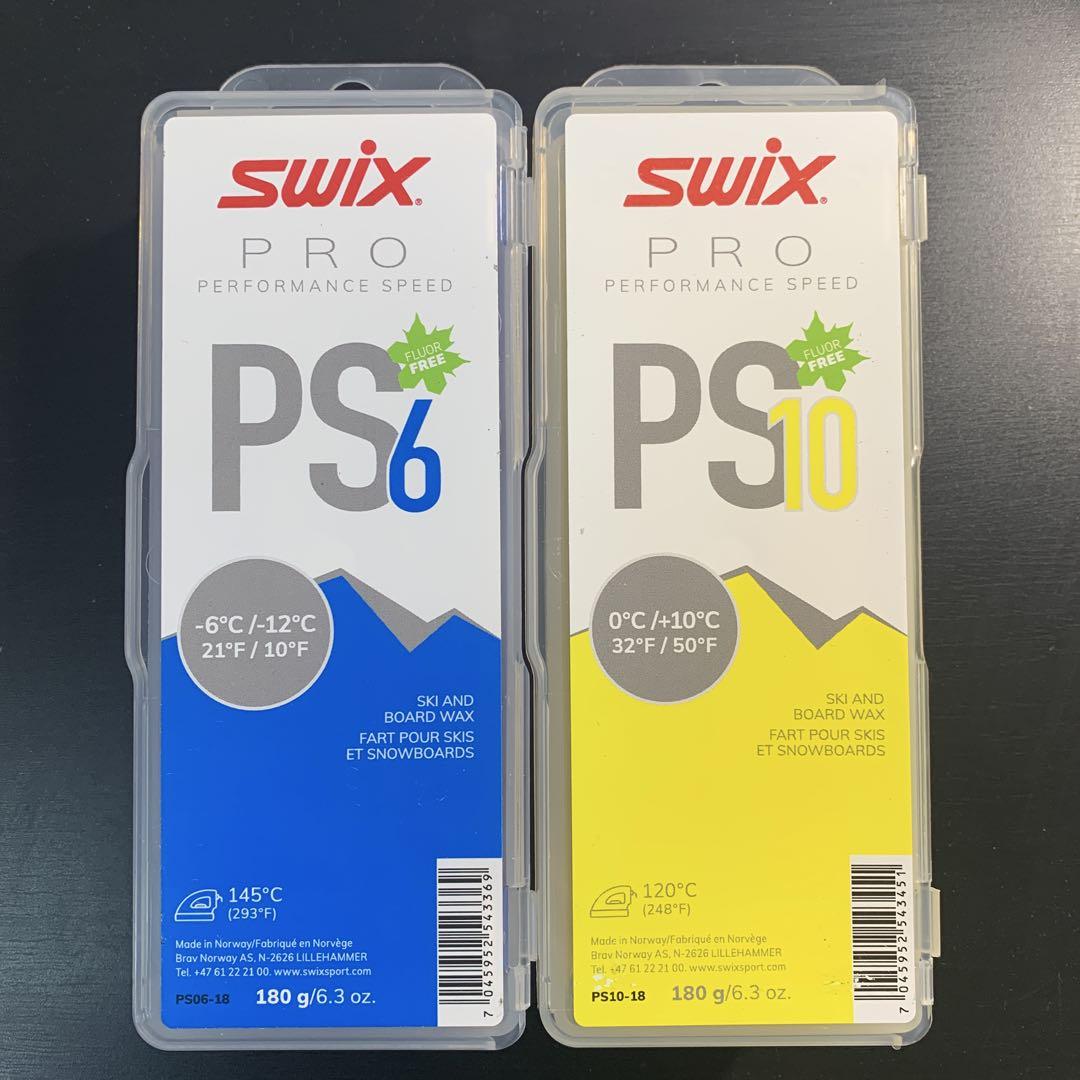 SWIX
PRO
PERFORMANCE SPEED
FLUOR
FREE
PS6
-6°C /-12°C
21°F / 10°F
SKI AND
BOARD WAX
FART POUR SKIS
ET SNOWBOARDS
145°C
(293°F)
Made in Norway/Fabriqué en Norvège
Brav Norway AS, N-2626 LILLEHAMMER
Tel. +47 61 22 21 00. www.swixsport.com
PS06-18 180 g/6.3 oz.
7 045952 543369
SWIX
PRO
PERFORMANCE SPEED
FLUOR
FREE
PS10
0°C /+10°C
32°F / 50°F
SKI AND
BOARD WAX
FART POUR SKIS
ET SNOWBOARDS
120°C
(248°F)
Made in Norway/Fabriqué en Norvège
Brav Norway AS, N-2626 LILLEHAMMER
Tel. +47 61 22 21 00. www.swixsport.com
PS10-18 180 g/6.3 oz.
7 045952 543451